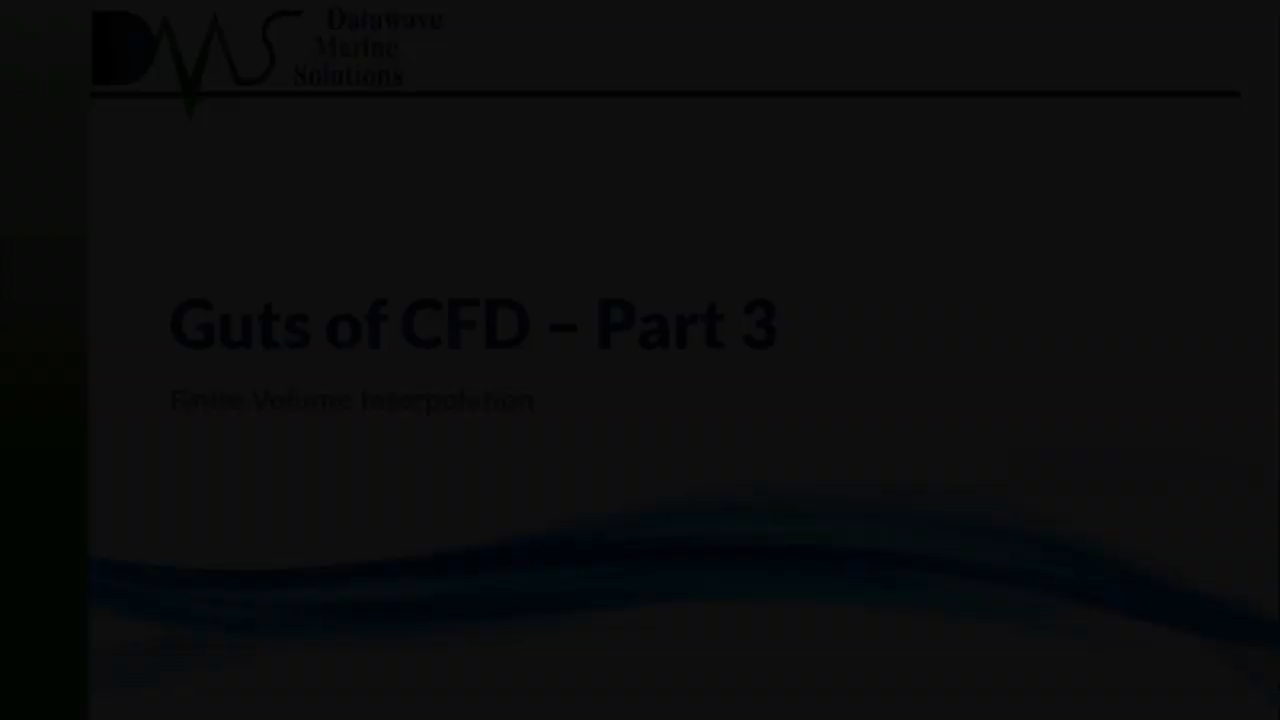 Datawave
Marine
Solutions
Guts of CFD – Part 3
Finite Volume Interpolation